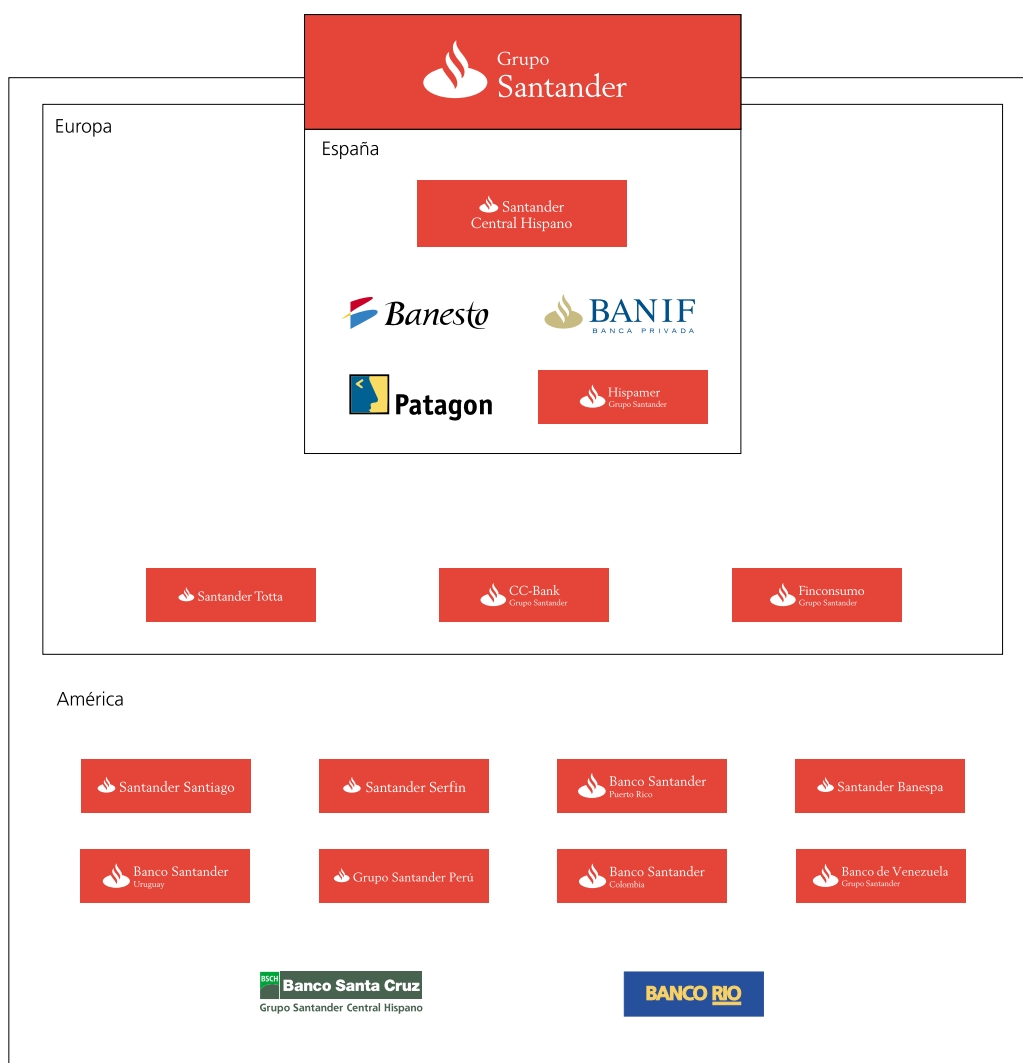 Grupo
Santander
Europa
España
Santander
Central Hispano
Banesto
BANIF
BANCA PRIVADA
Patagon
Hispamer
Grupo Santander
Santander Totta
CC-Bank
Grupo Santander
Finconsumo
Grupo Santander
América
Santander Santiago
Santander Serfin
Banco Santander
Puerto Rico
Santander Banespa
Banco Santander
Uruguay
Grupo Santander Perú
Banco Santander
Colombia
Banco de Venezuela
Grupo Santander
BSCH
Banco Santa Cruz
Grupo Santander Central Hispano
BANCO RIO